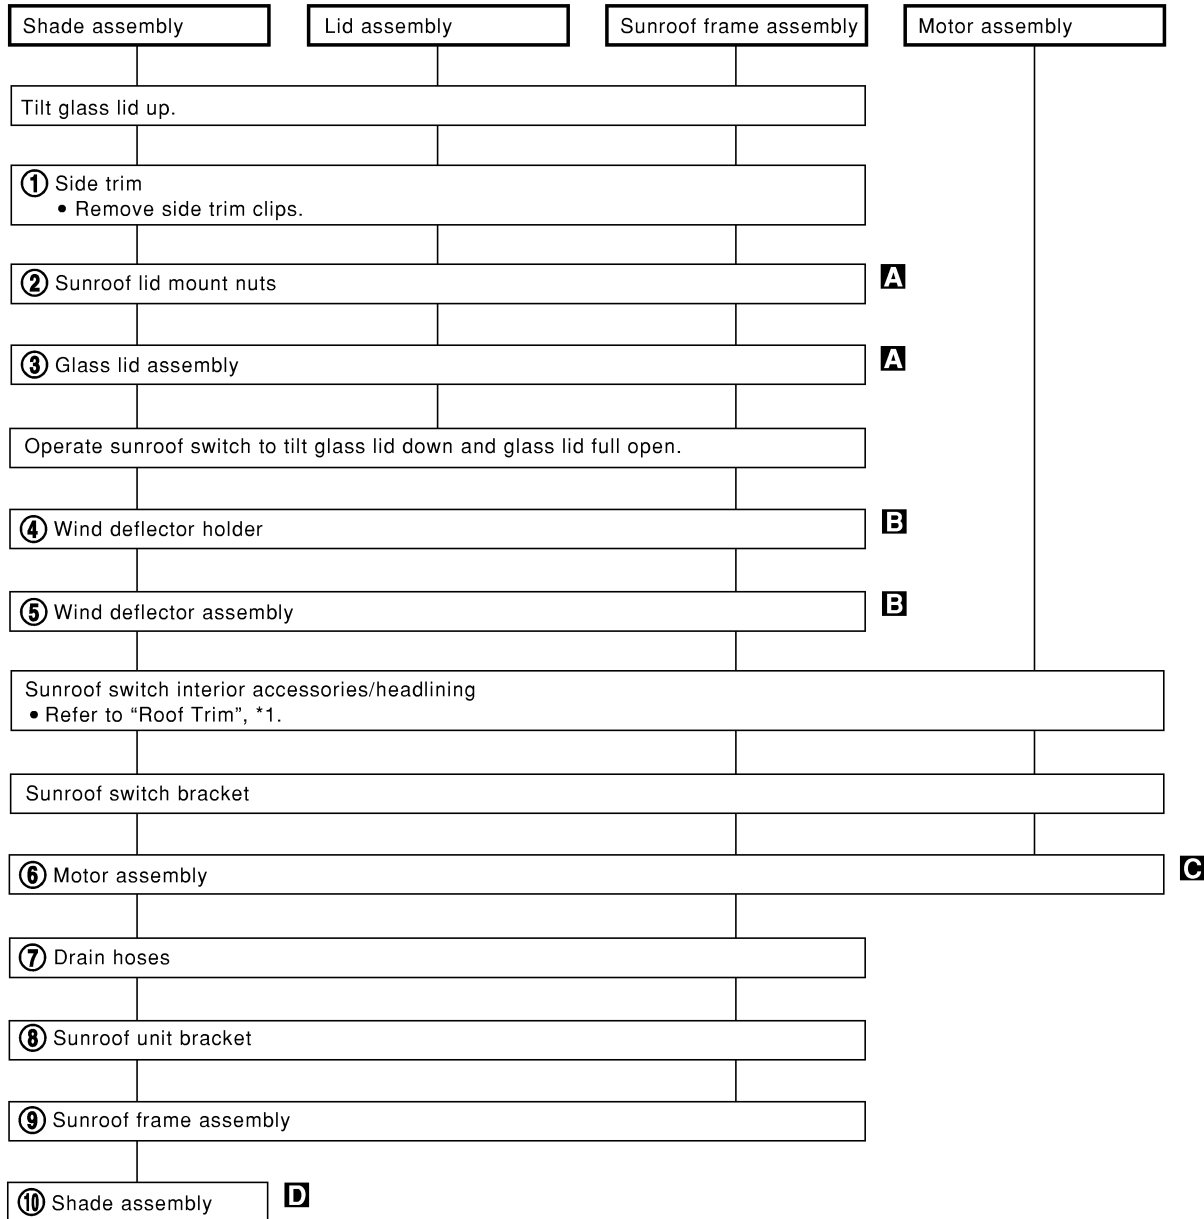 Shade assembly
Lid assembly
Sunroof frame assembly
Motor assembly
Tilt glass lid up.
① Side trim
• Remove side trim clips.
② Sunroof lid mount nuts
A
③ Glass lid assembly
A
Operate sunroof switch to tilt glass lid down and glass lid full open.
④ Wind deflector holder
B
⑤ Wind deflector assembly
B
Sunroof switch interior accessories/headlining
• Refer to “Roof Trim”, *1.
Sunroof switch bracket
⑥ Motor assembly
C
⑦ Drain hoses
⑧ Sunroof unit bracket
⑨ Sunroof frame assembly
⑩ Shade assembly
D